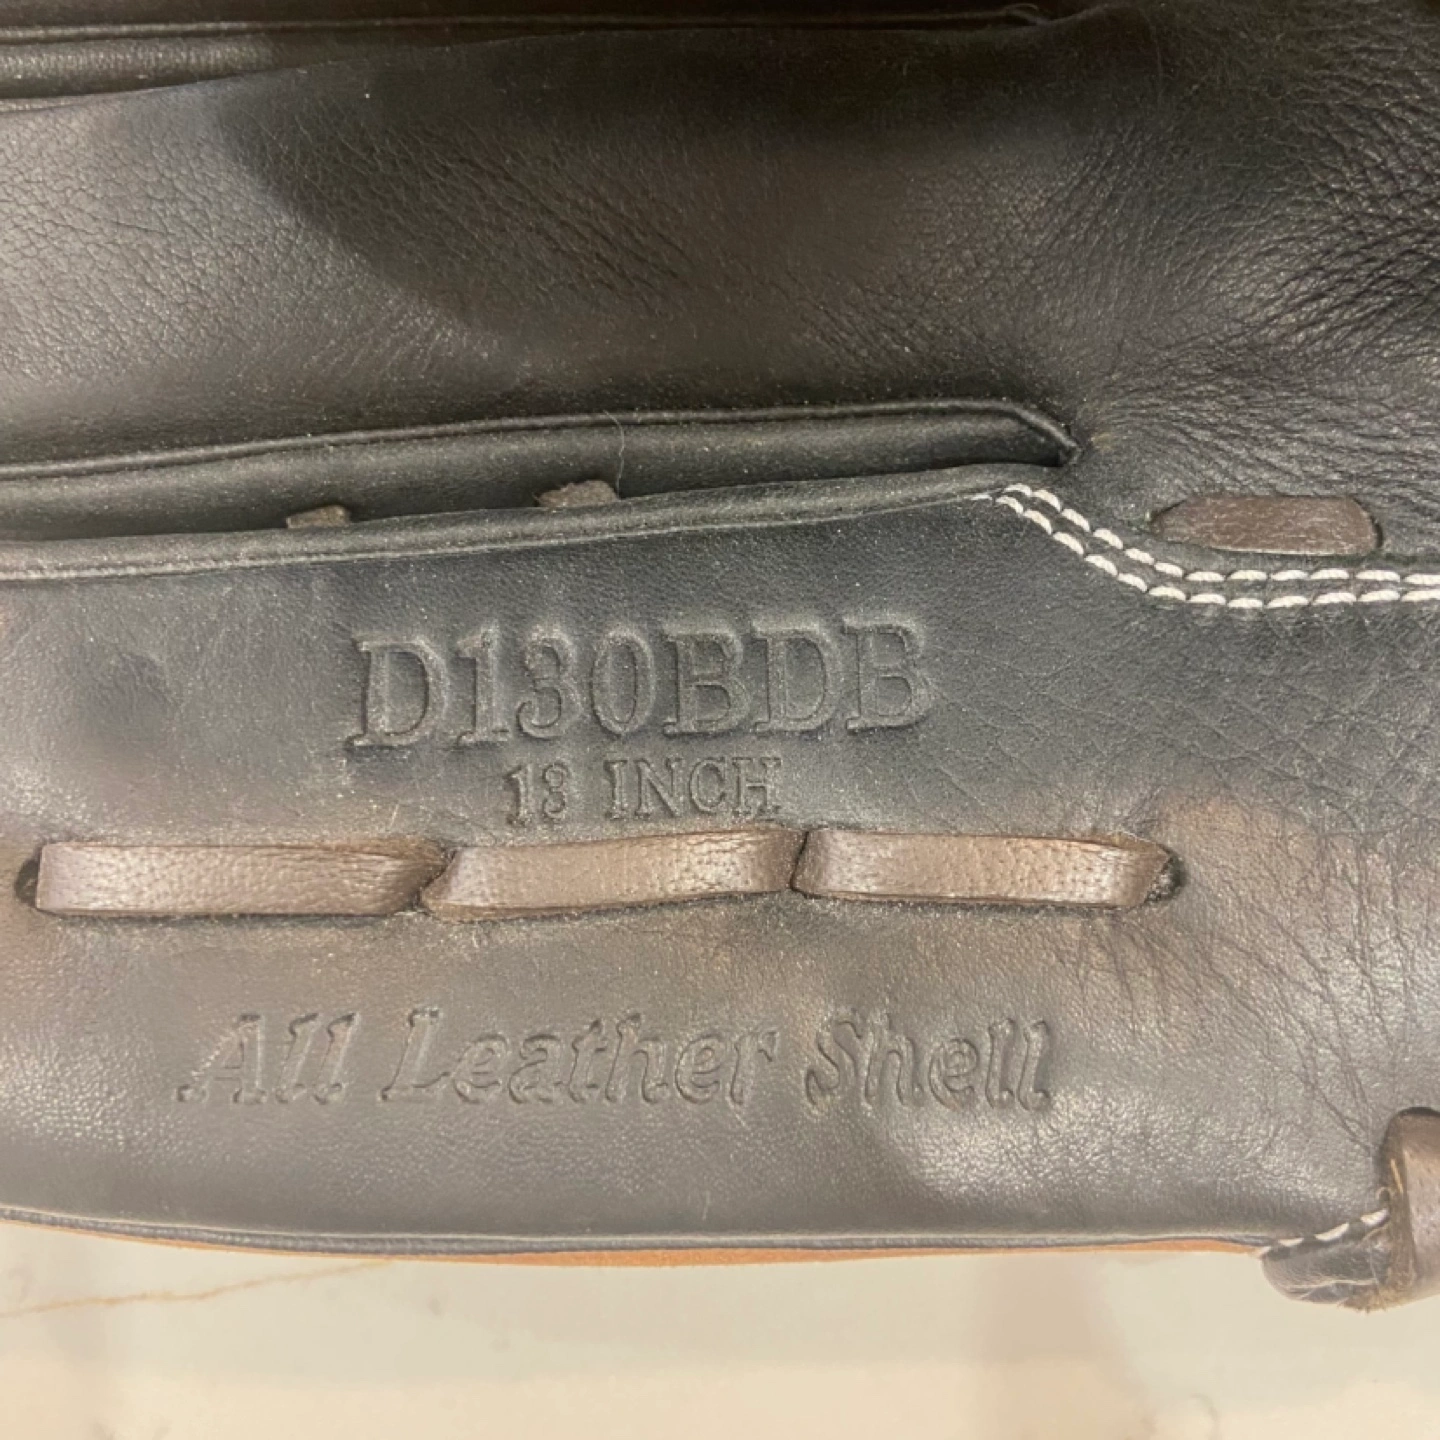 D130BDB
13 INCH
All Leather Shell